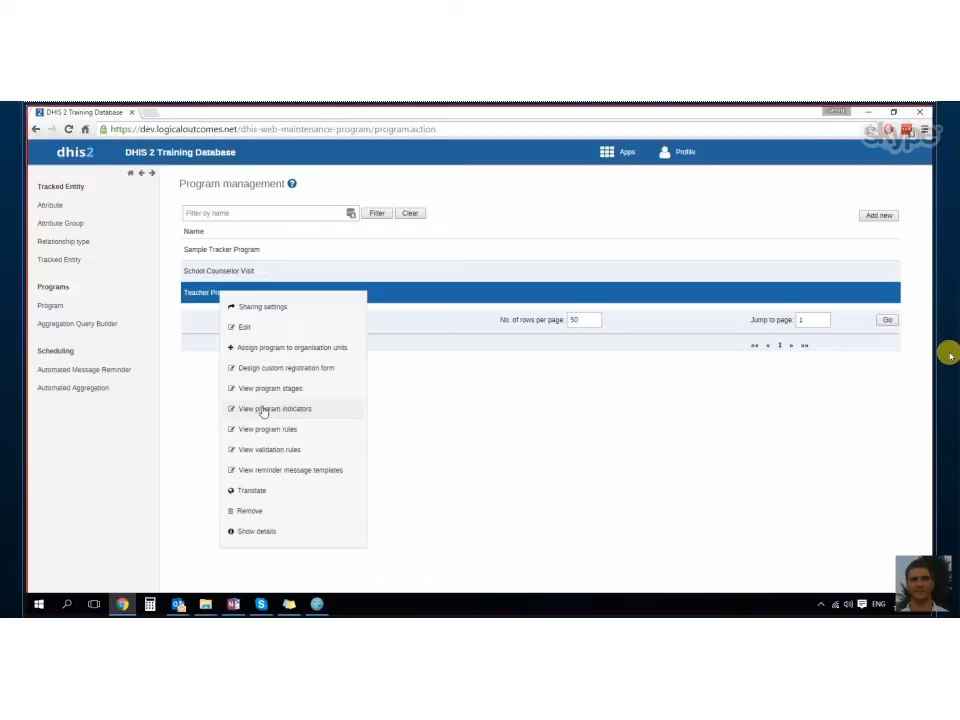 DHIS 2 Training Database
https://dev.logicaloutcomes.net/dhis-web-maintenance-program/program.action
skype
dhis2 DHIS 2 Training Database Apps Profile
Tracked Entity
Attribute
Attribute Group
Relationship type
Tracked Entity
Programs
Program
Aggregation Query Builder
Scheduling
Automated Message Reminder
Automated Aggregation
Program management ?
Filter by name Filter Clear Add new
Name
Sample Tracker Program
School Counsellor Visit
Teacher Pro
No. of rows per page: 50 Jump to page: 1 Go
«« « 1 » »»
Sharing settings
Edit
Assign program to organisation units
Design custom registration form
View program stages
View program indicators
View program rules
View validation rules
View reminder message templates
Translate
Remove
Show details
ENG